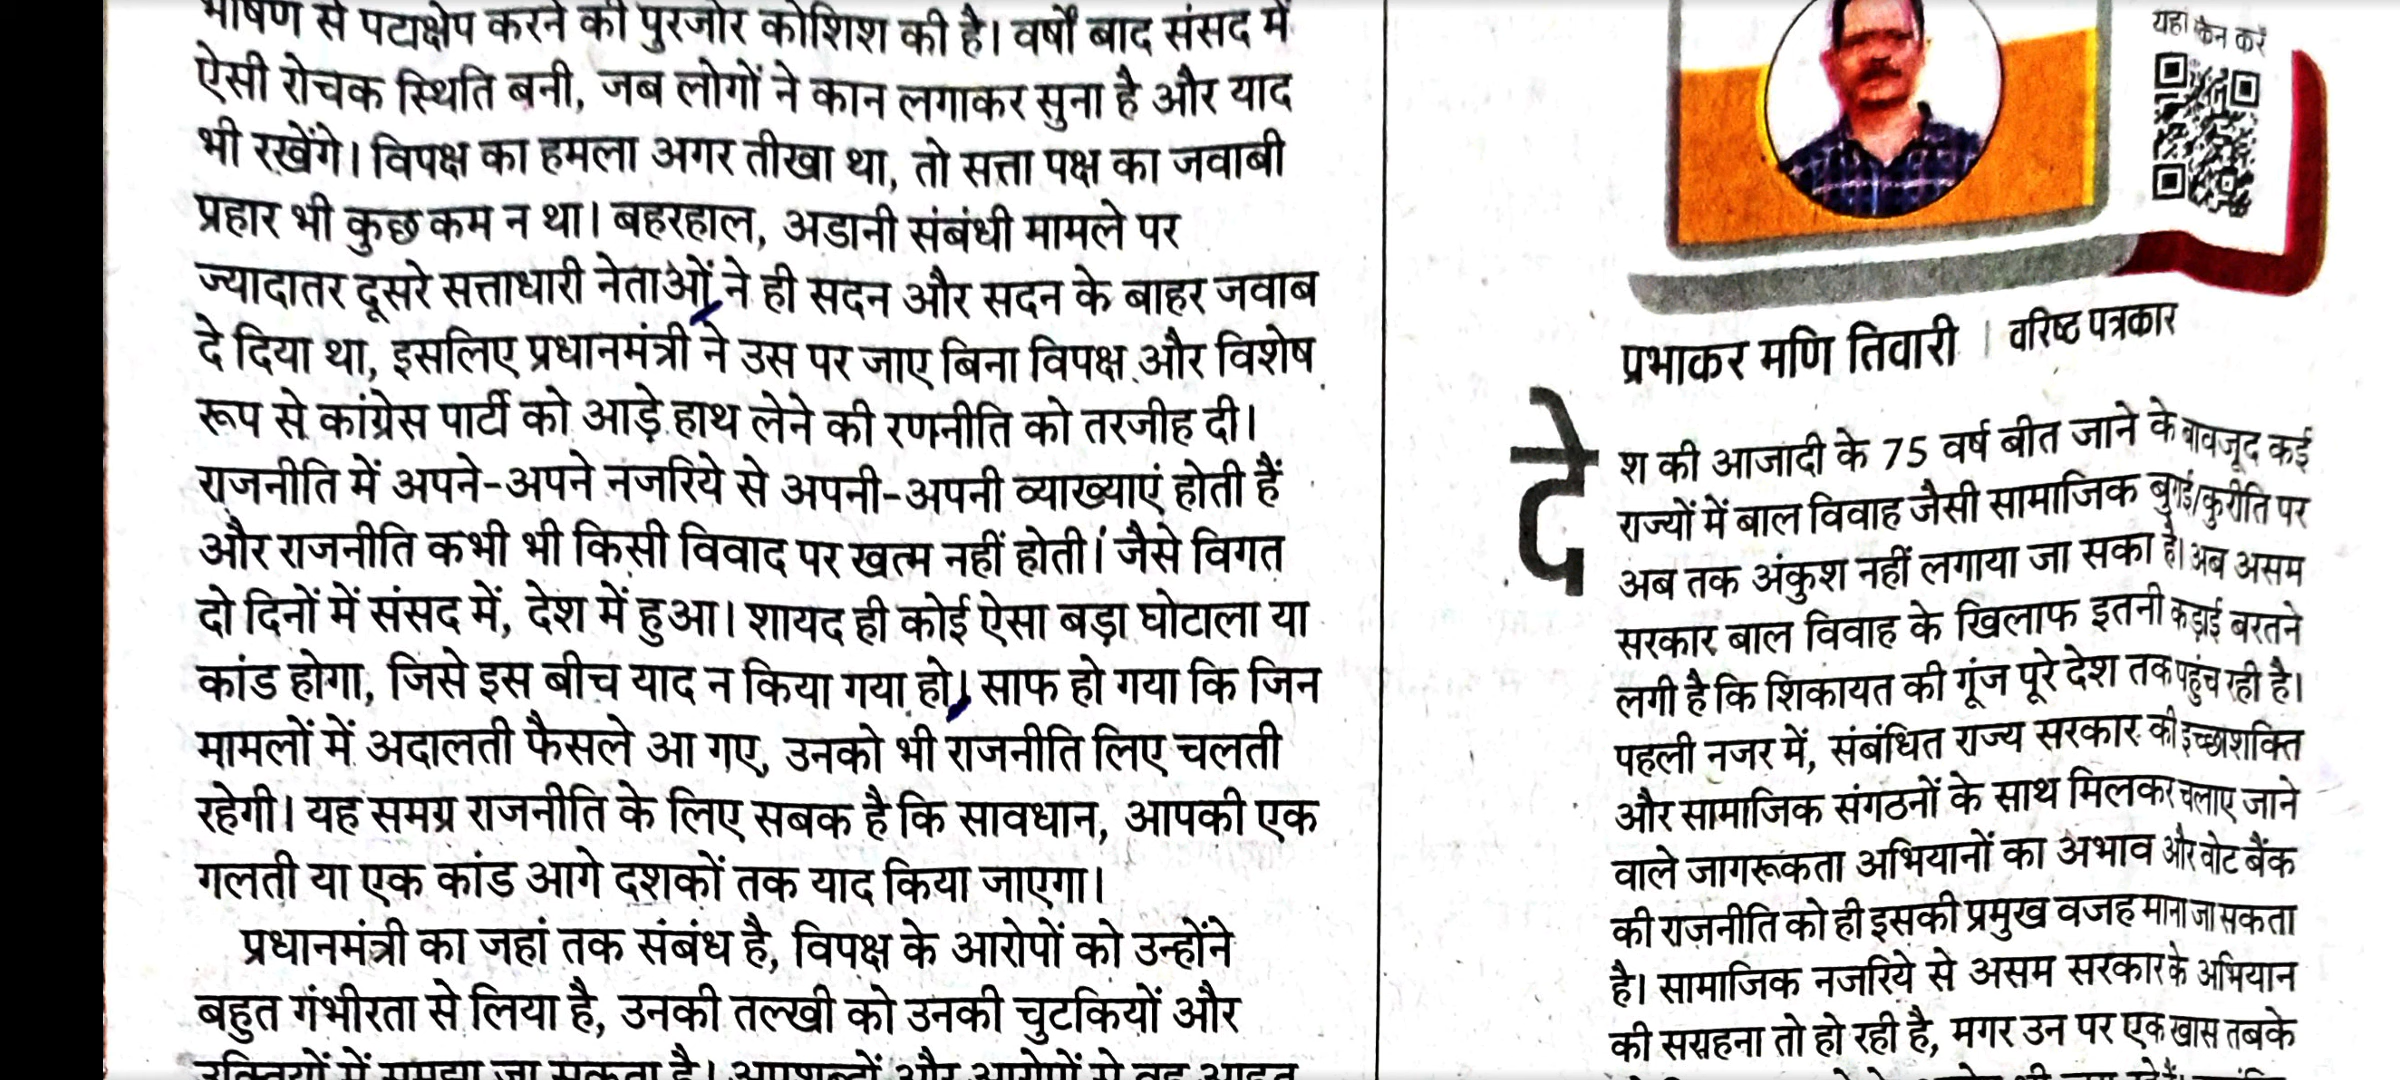 भाषण से पटाक्षेप करने की पुरजोर कोशिश की है। वर्षों बाद संसद में
ऐसी रोचक स्थिति बनी, जब लोगों ने कान लगाकर सुना है और याद
भी रखेंगे। विपक्ष का हमला अगर तीखा था, तो सत्ता पक्ष का जवाबी
प्रहार भी कुछ कम न था। बहरहाल, अडानी संबंधी मामले पर
ज्यादातर दूसरे सत्ताधारी नेताओं ने ही सदन और सदन के बाहर जवाब
दे दिया था, इसलिए प्रधानमंत्री ने उस पर जाए बिना विपक्ष और विशेष
रूप से कांग्रेस पार्टी को आड़े हाथ लेने की रणनीति को तरजीह दी।
राजनीति में अपने-अपने नजरिये से अपनी-अपनी व्याख्याएं होती हैं
और राजनीति कभी भी किसी विवाद पर खत्म नहीं होती। जैसे विगत
दो दिनों में संसद में, देश में हुआ। शायद ही कोई ऐसा बड़ा घोटाला या
कांड होगा, जिसे इस बीच याद न किया गया हो। साफ हो गया कि जिन
मामलों में अदालती फैसले आ गए, उनको भी राजनीति लिए चलती
रहेगी। यह समग्र राजनीति के लिए सबक है कि सावधान, आपकी एक
गलती या एक कांड आगे दशकों तक याद किया जाएगा।
प्रधानमंत्री का जहां तक संबंध है, विपक्ष के आरोपों को उन्होंने
बहुत गंभीरता से लिया है, उनकी तल्खी को उनकी चुटकियों और
उक्तियों में समझा जा सकता है। अपशब्दों और आरोपों से वह आहत
यहां करें
प्रभाकर मणि तिवारी | वरिष्ठ पत्रकार
देश की आजादी के 75 वर्ष बीत जाने के बावजूद कई
राज्यों में बाल विवाह जैसी सामाजिक बुराई/कुरीति पर
अब तक अंकुश नहीं लगाया जा सका है। अब असम
सरकार बाल विवाह के खिलाफ इतनी कड़ाई बरतने
लगी है कि शिकायत की गूंज पूरे देश तक पहुंच रही है।
पहली नजर में, संबंधित राज्य सरकार की इच्छाशक्ति
और सामाजिक संगठनों के साथ मिलकर चलाए जाने
वाले जागरूकता अभियानों का अभाव और वोट बैंक
की राजनीति को ही इसकी प्रमुख वजह माना जा सकता
है। सामाजिक नजरिये से असम सरकार के अभियान
की सराहना तो हो रही है, मगर उन पर एक खास तबके